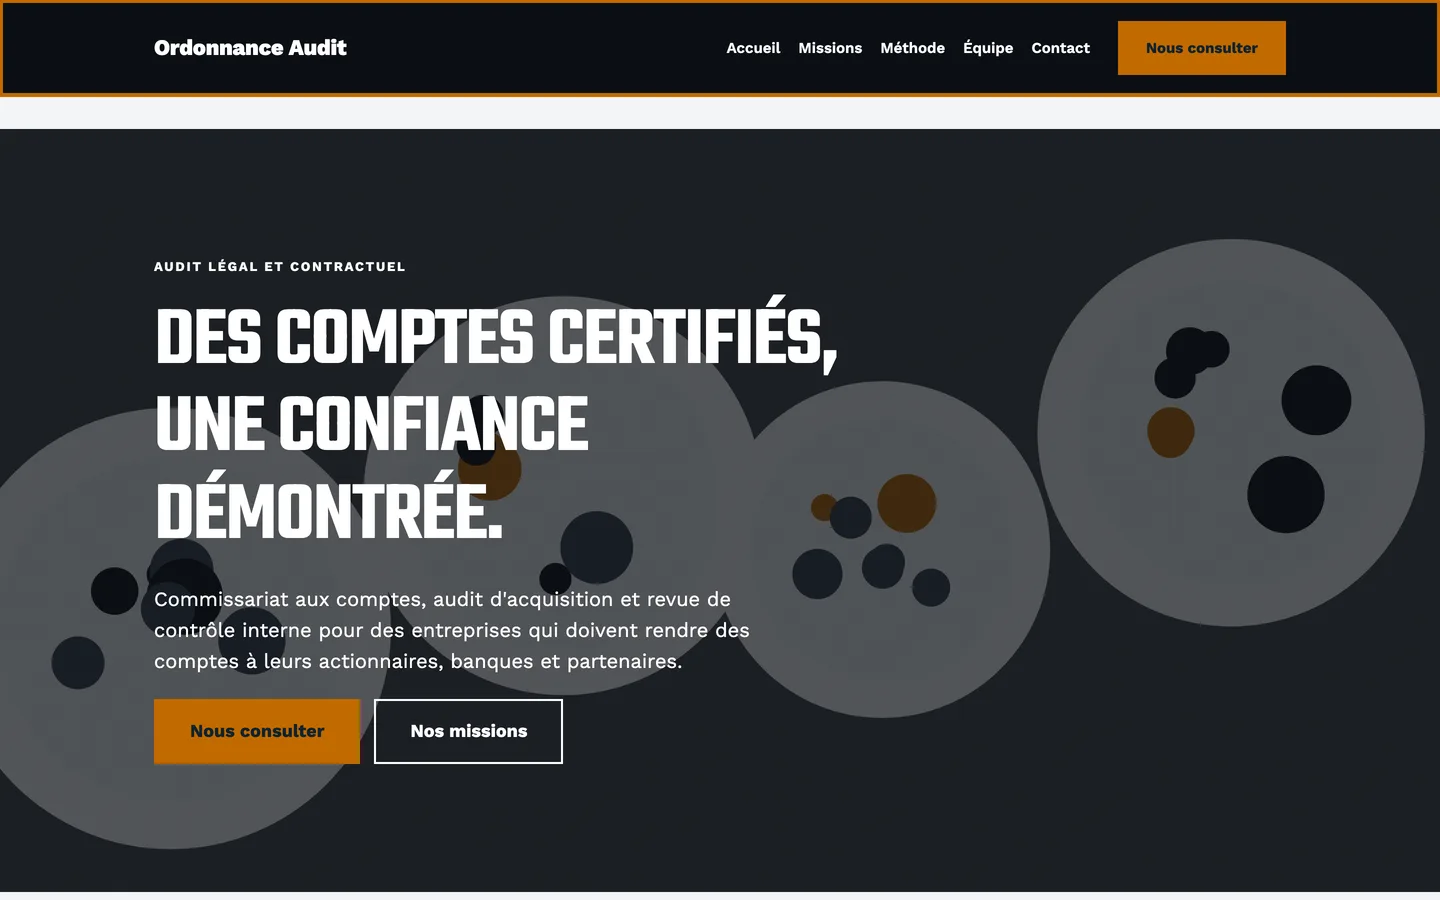 Ordonnance Audit
Accueil Missions Méthode Équipe Contact Nous consulter
AUDIT LÉGAL ET CONTRACTUEL
DES COMPTES CERTIFIÉS,
UNE CONFIANCE
DÉMONTRÉE.
Commissariat aux comptes, audit d'acquisition et revue de
contrôle interne pour des entreprises qui doivent rendre des
comptes à leurs actionnaires, banques et partenaires.
Nous consulter Nos missions